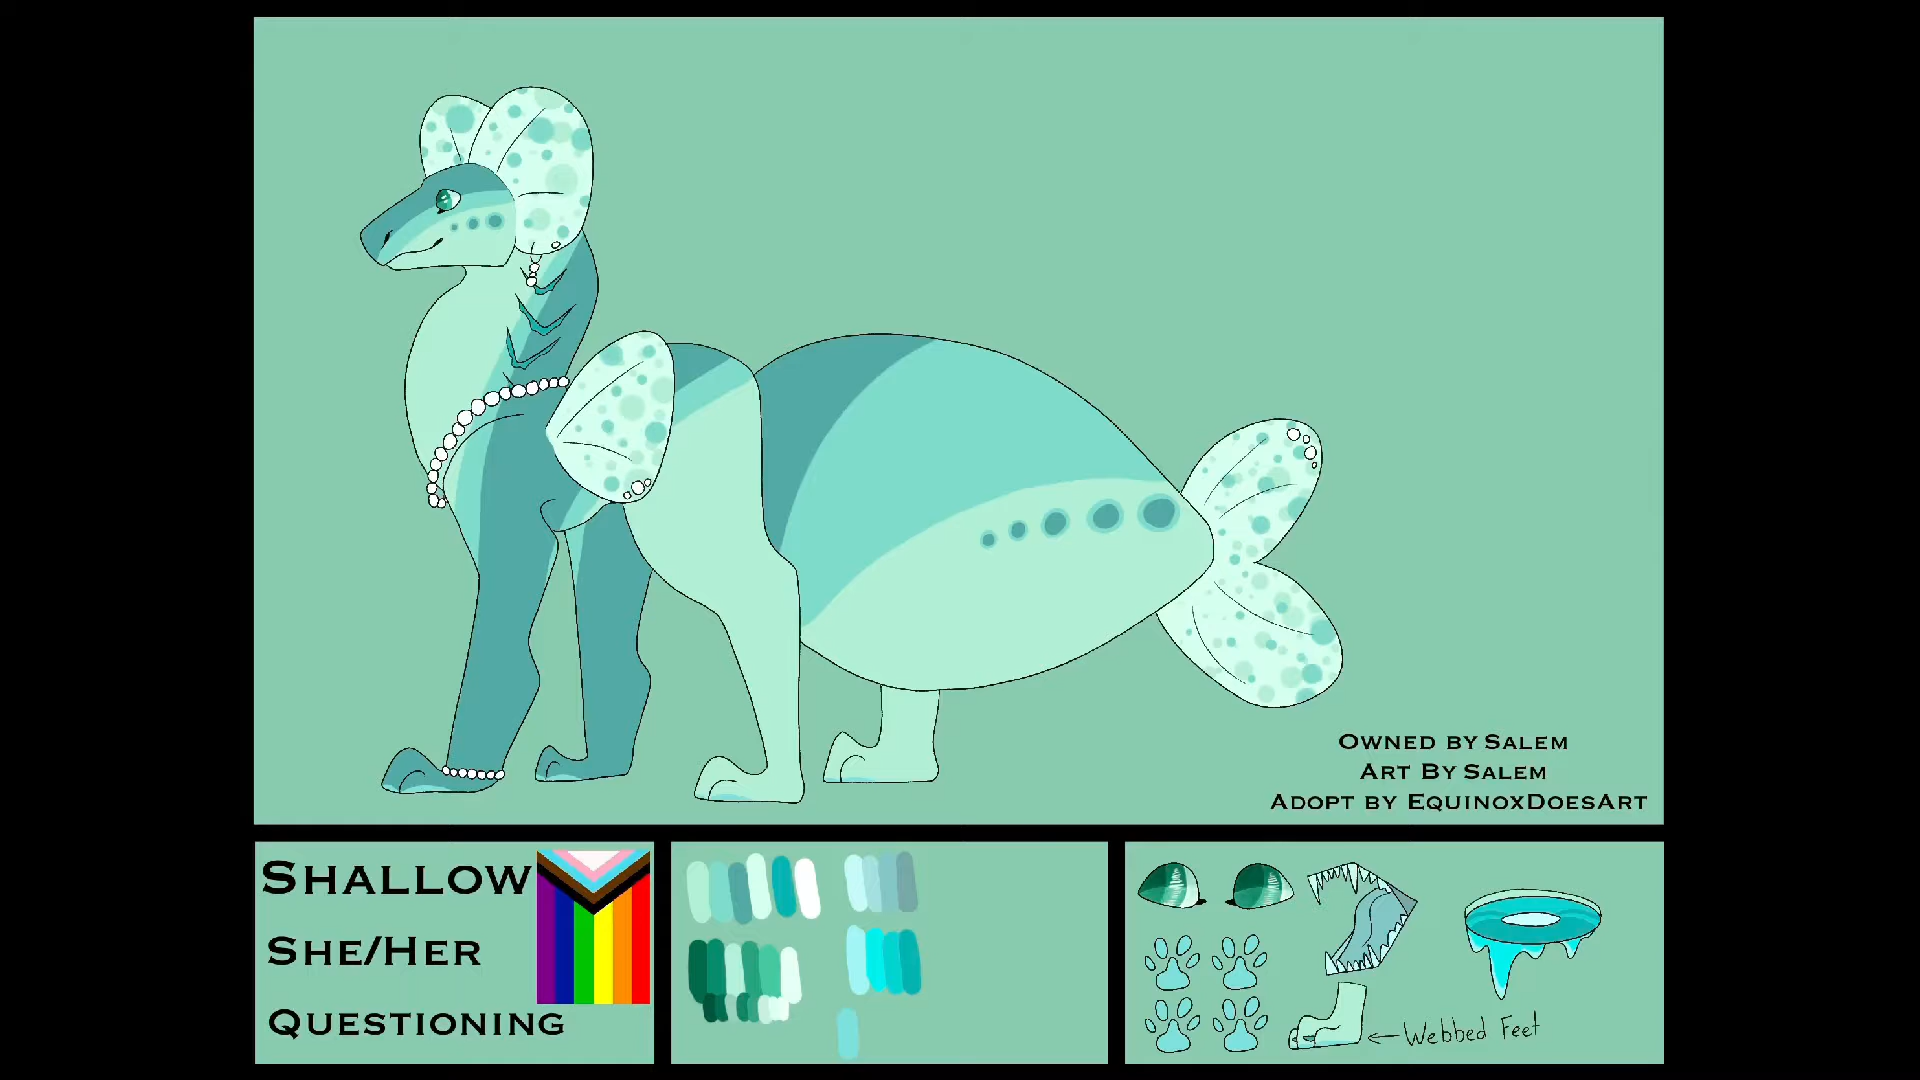 Owned by Salem
Art By Salem
Adopt by EquinoxDoesArt
Shallow
She/Her
Questioning
Webbed Feet